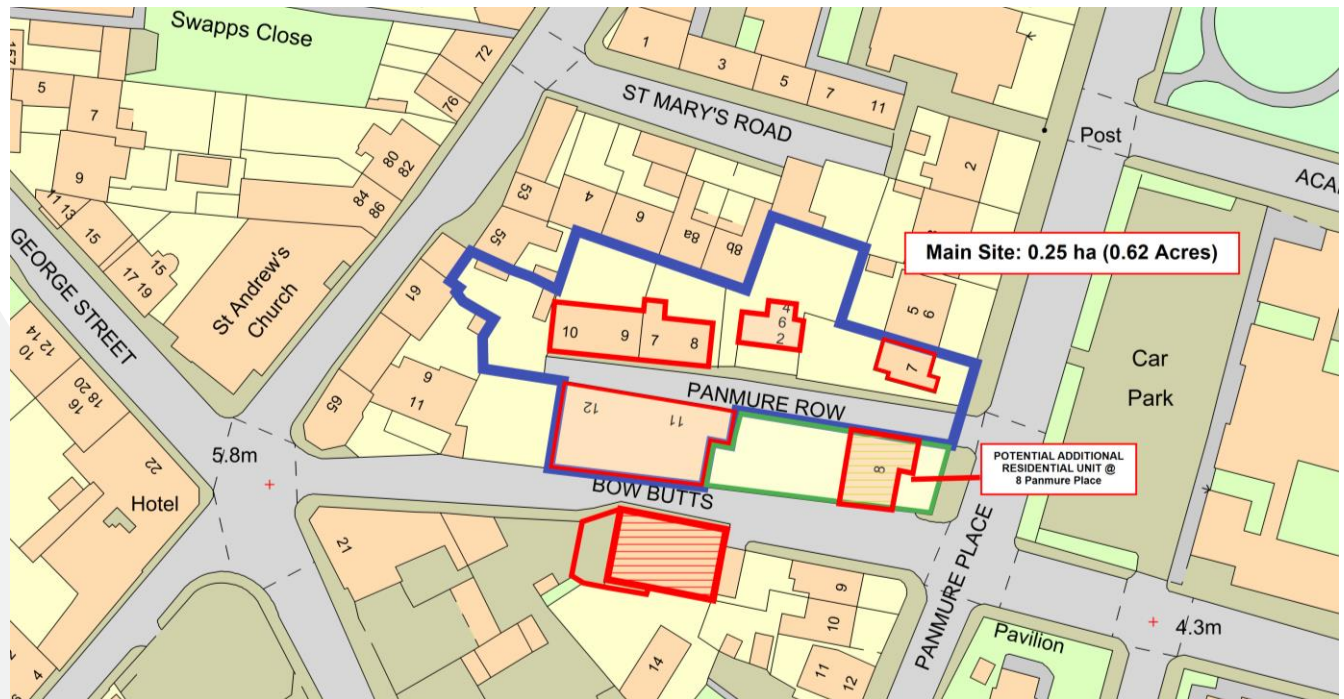 Swapps Close
157
5
7
9
11 13
15
17 19
15
72
76
80
82
84
86
St Andrew's
Church
GEORGE STREET
1
3
5
7
11
ST MARY'S ROAD
2
Post
ACA
53
55
4
6
8a
8b
61
65
9
11
Main Site: 0.25 ha (0.62 Acres)
5
6
10
9
7
8
4
6
2
7
PANMURE ROW
12
11
8
POTENTIAL ADDITIONAL
RESIDENTIAL UNIT @
8 Panmure Place
Car
Park
12 14
10
18 20
16
22
Hotel
5.8m
BOW BUTTS
21
14
9
10
11
12
PANMURE PLACE
Pavilion
4.3m
4